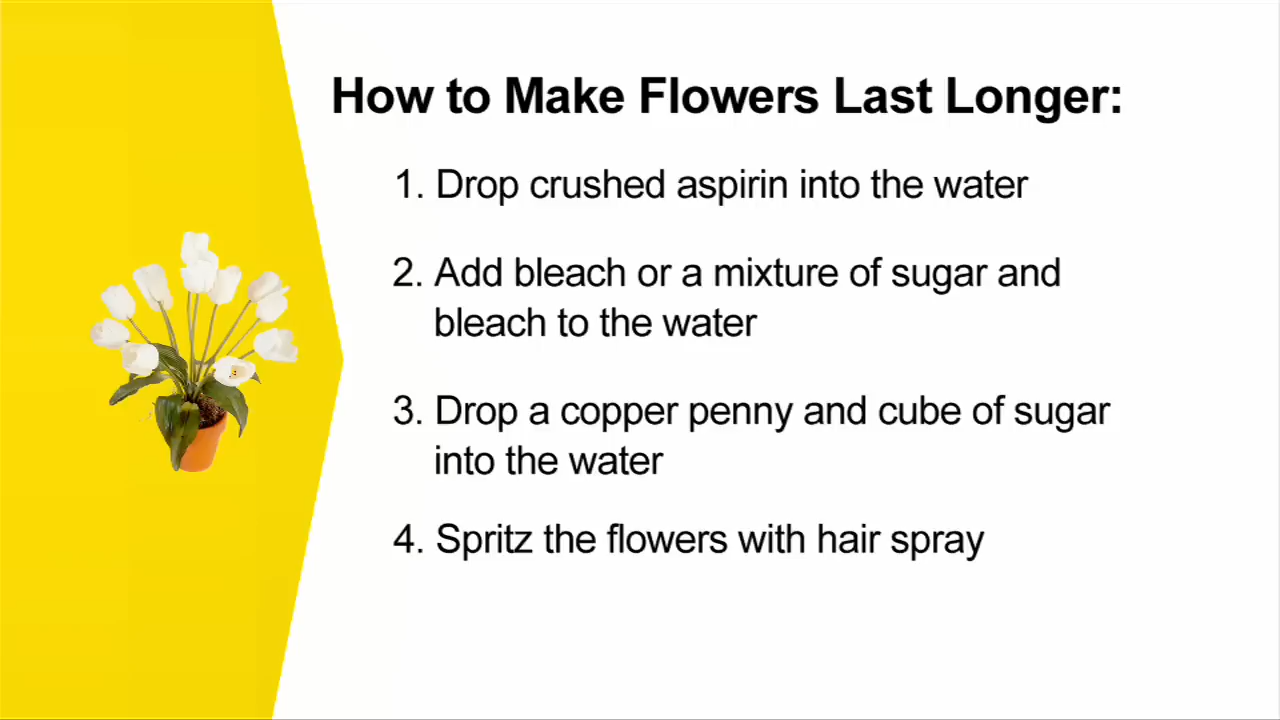 How to Make Flowers Last Longer:
1. Drop crushed aspirin into the water
2. Add bleach or a mixture of sugar and
bleach to the water
3. Drop a copper penny and cube of sugar
into the water
4. Spritz the flowers with hair spray